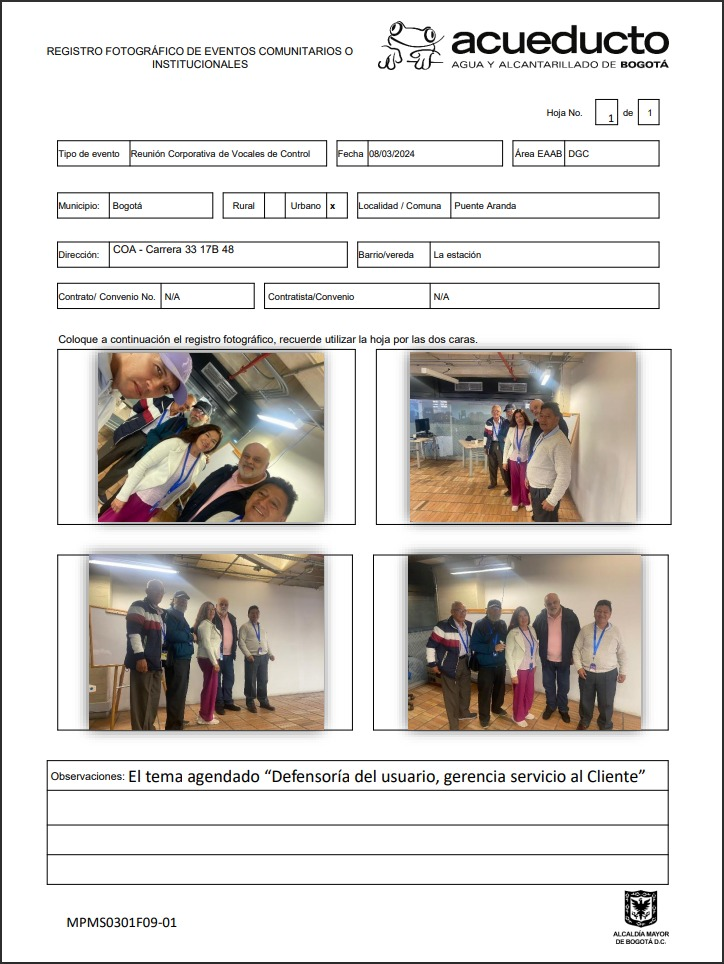 REGISTRO FOTOGRÁFICO DE EVENTOS COMUNITARIOS O
INSTITUCIONALES
acueducto
AGUA Y ALCANTARILLADO DE BOGOTÁ
Hoja No. 1 de 1
Tipo de evento Reunión Corporativa de Vocales de Control Fecha 08/03/2024 Área EAAB DGC
Municipio: Bogotá Rural Urbano x Localidad / Comuna Puente Aranda
Dirección: COA - Carrera 33 17B 48 Barrio/vereda La estación
Contrato/ Convenio No. N/A Contratista/Convenio N/A
Coloque a continuación el registro fotográfico, recuerde utilizar la hoja por las dos caras.
Observaciones: El tema agendado “Defensoría del usuario, gerencia servicio al Cliente”
MPMS0301F09-01
ALCALDÍA MAYOR
DE BOGOTÁ D.C.